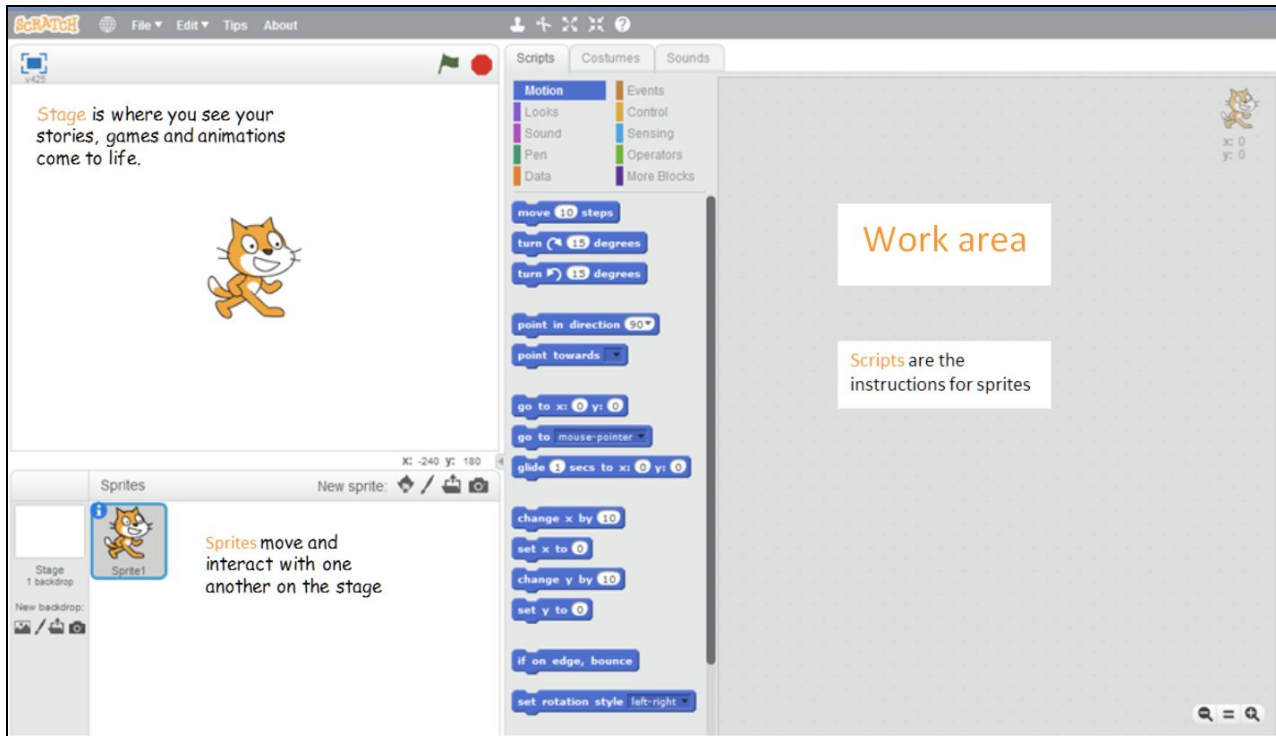 SCRATCH File Edit Tips About
v425
Stage is where you see your
stories, games and animations
come to life.
X: -240 y: 180
Sprites New sprite:
Sprite1
Stage
1 backdrop
New backdrop:
Sprites move and
interact with one
another on the stage
Scripts Costumes Sounds
Motion Events
Looks Control
Sound Sensing
Pen Operators
Data More Blocks
move 10 steps
turn 15 degrees
turn 15 degrees
point in direction 90
point towards
go to x: 0 y: 0
go to mouse-pointer
glide 1 secs to x: 0 y: 0
change x by 10
set x to 0
change y by 10
set y to 0
if on edge, bounce
set rotation style left-right
x: 0
y: 0
Work area
Scripts are the
instructions for sprites